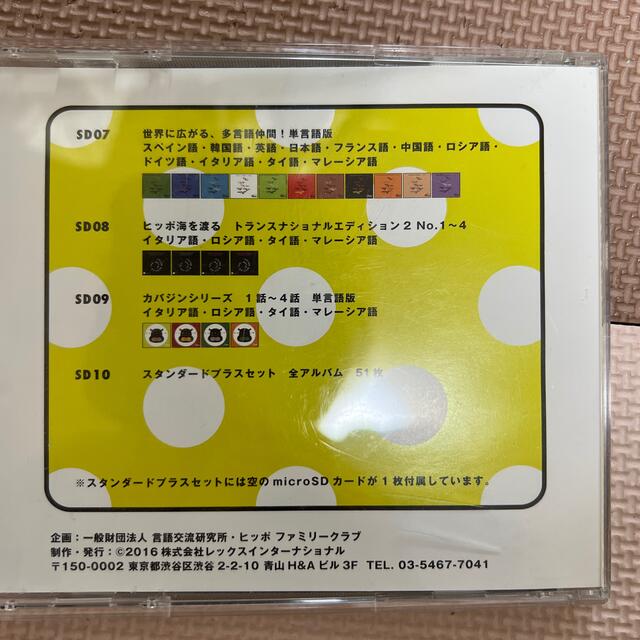 SD07 世界に広がる、多言語仲間！単言語版
スペイン語・韓国語・英語・日本語・フランス語・中国語・ロシア語・
ドイツ語・イタリア語・タイ語・マレーシア語
SD08 ヒッポ海を渡る　トランスナショナルエディション2 No.1〜4
イタリア語・ロシア語・タイ語・マレーシア語
SD09 カバジンシリーズ　1話〜4話　単言語版
イタリア語・ロシア語・タイ語・マレーシア語
SD10 スタンダードプラスセット　全アルバム　51枚
※スタンダードプラスセットには空のmicroSDカードが1枚付属しています。
企画：一般財団法人 言語交流研究所・ヒッポ ファミリークラブ
制作・発行：©2016 株式会社レックスインターナショナル
〒150-0002 東京都渋谷区渋谷 2-2-10 青山 H&A ビル 3F TEL. 03-5467-7041